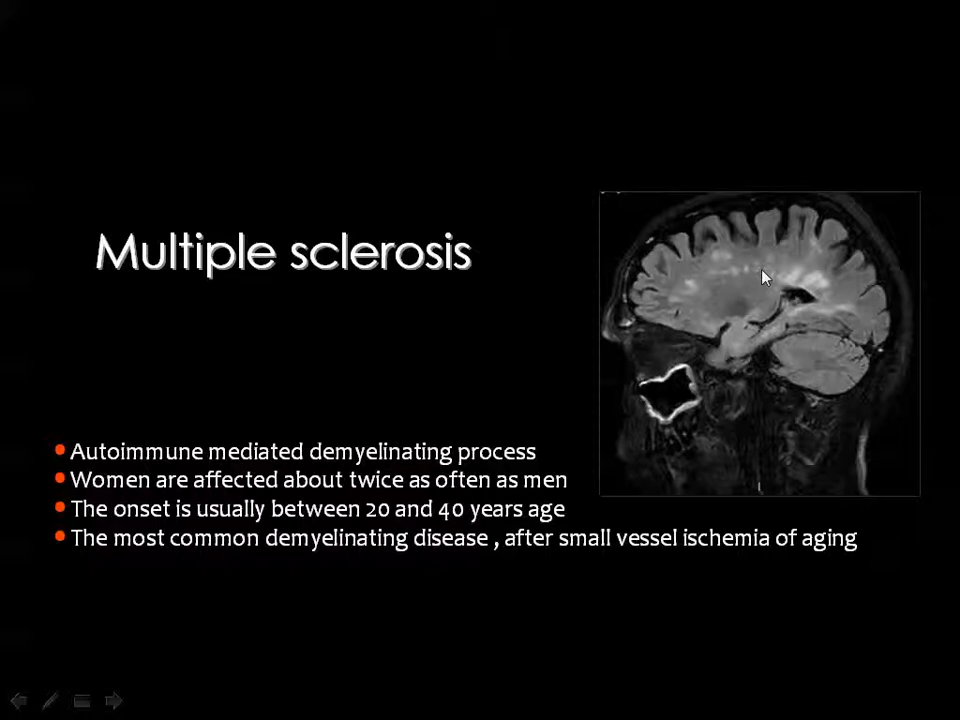 Multiple sclerosis
Autoimmune mediated demyelinating process
Women are affected about twice as often as men
The onset is usually between 20 and 40 years age
The most common demyelinating disease , after small vessel ischemia of aging